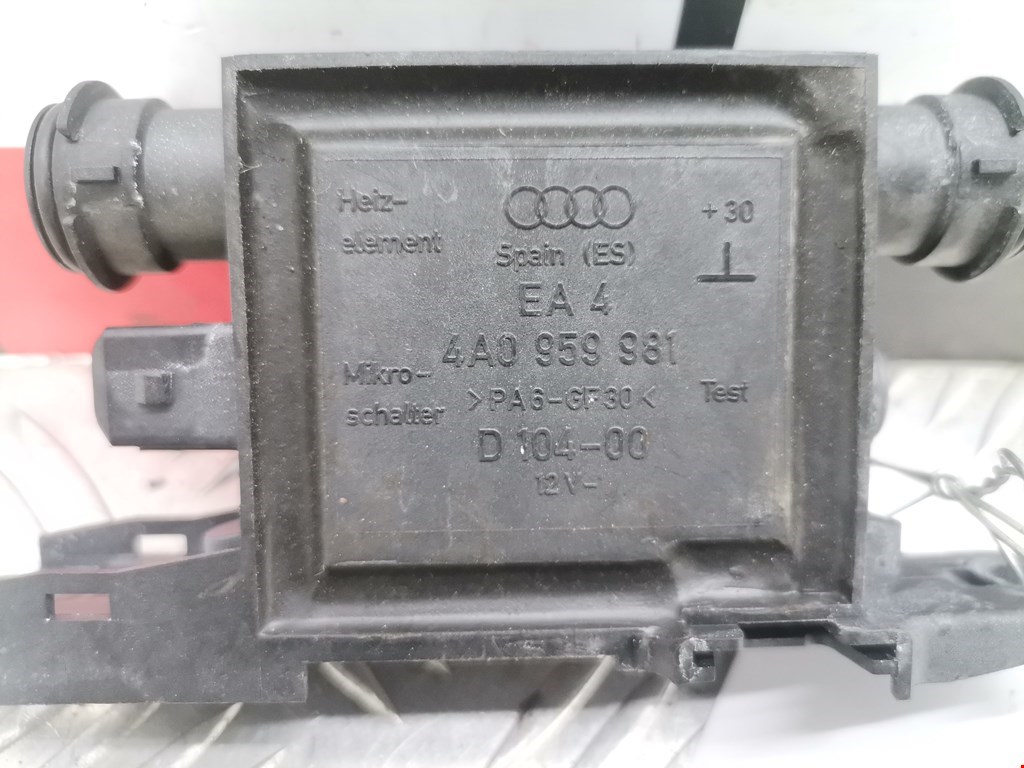 Heiz-
element
Spain (ES)
EA 4
4A0 959 981
>PA6-GF30<
D 104-00
12V-
Mikro-
schalter
+30
Test